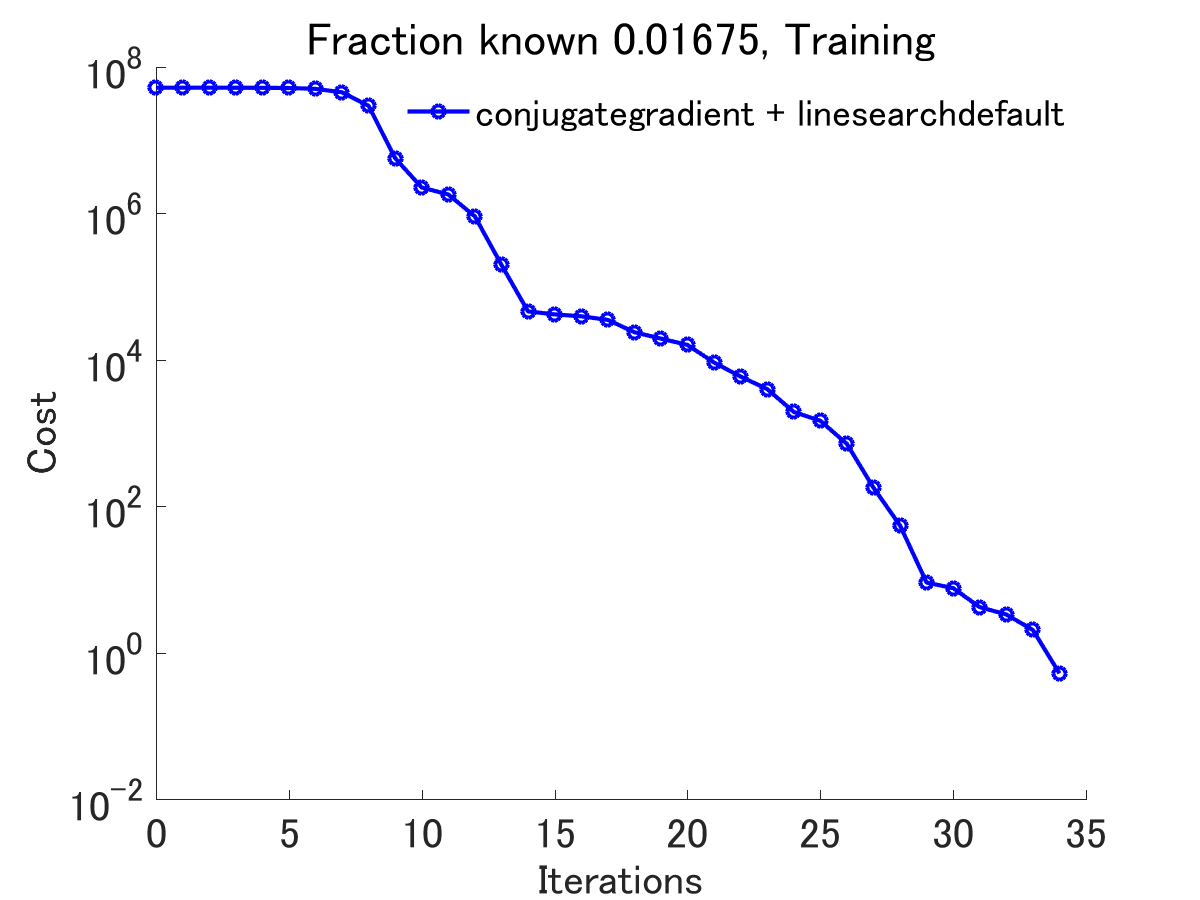 Fraction known 0.01675, Training
conjugategradient + linesearchdefault
Cost
10^8
10^6
10^4
10^2
10^0
10^-2
0 5 10 15 20 25 30 35
Iterations